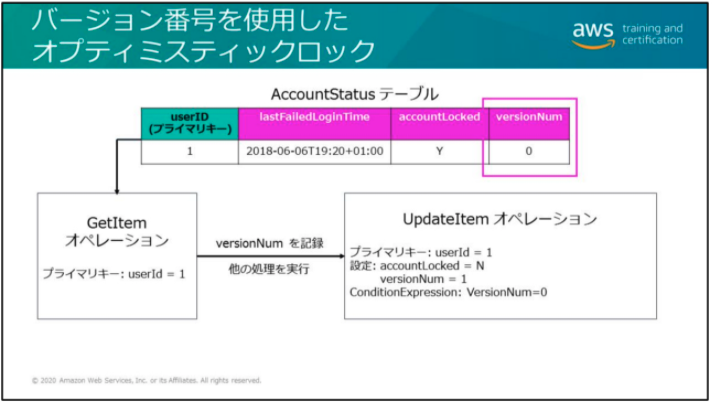 バージョン番号を使用した
オプティミスティックロック
aws training and
certification
AccountStatus テーブル
userID
(プライマリキー)
lastFailedLoginTime
accountLocked
versionNum
1
2018-06-06T19:20+01:00
Y
0
GetItem
オペレーション
プライマリキー: userId = 1
versionNum を記録
他の処理を実行
UpdateItem オペレーション
プライマリキー: userId = 1
設定: accountLocked = N
versionNum = 1
ConditionExpression: VersionNum=0
© 2020 Amazon Web Services, Inc. or its Affiliates. All rights reserved.